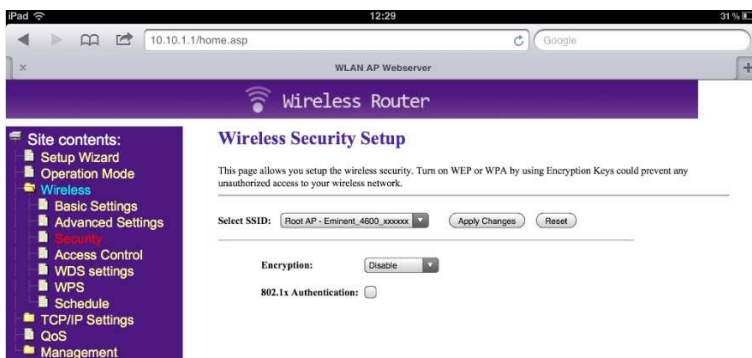 iPad 12:29 31 %
10.10.1.1/home.asp Google
WLAN AP Webserver
Wireless Router
Site contents:
Setup Wizard
Operation Mode
Wireless
Basic Settings
Advanced Settings
Security
Access Control
WDS settings
WPS
Schedule
TCP/IP Settings
QoS
Management
Wireless Security Setup
This page allows you setup the wireless security. Turn on WEP or WPA by using Encryption Keys could prevent any
unauthorized access to your wireless network.
Select SSID: Root AP - Eminent_4600_xxxxxx Apply Changes Reset
Encryption: Disable
802.1x Authentication: